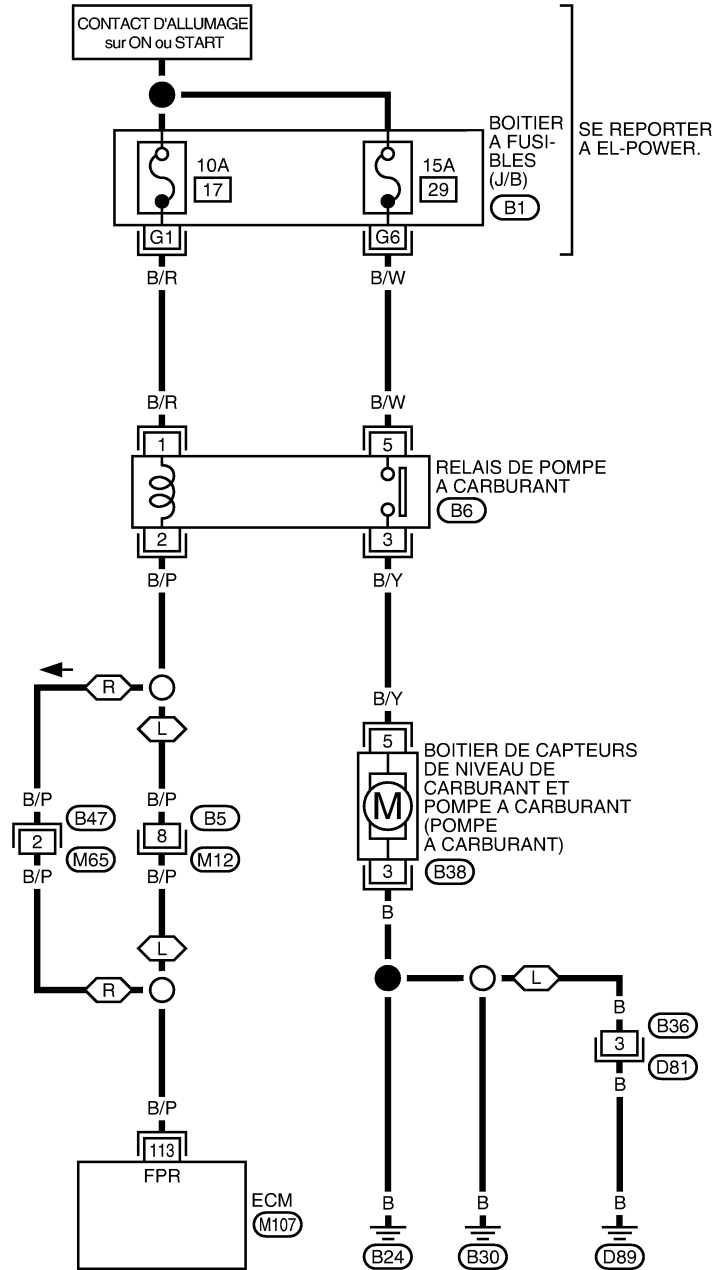 CONTACT D'ALLUMAGE
sur ON ou START
BOITIER
A FUSI-
BLES
(J/B)
B1
SE REPORTER
A EL-POWER.
10A
17
15A
29
G1
G6
B/R
B/W
B/R
B/W
1
5
RELAIS DE POMPE
A CARBURANT
B6
2
3
B/P
B/Y
R
L
B/Y
5
BOITIER DE CAPTEURS
DE NIVEAU DE
CARBURANT ET
POMPE A CARBURANT
(POMPE
A CARBURANT)
M
B/P
B47
B/P
B5
2
8
M65
M12
B/P
B/P
3
B38
B
L
R
L
B
B36
3
D81
B
B/P
113
FPR
ECM
M107
B
B
B
B24
B30
D89